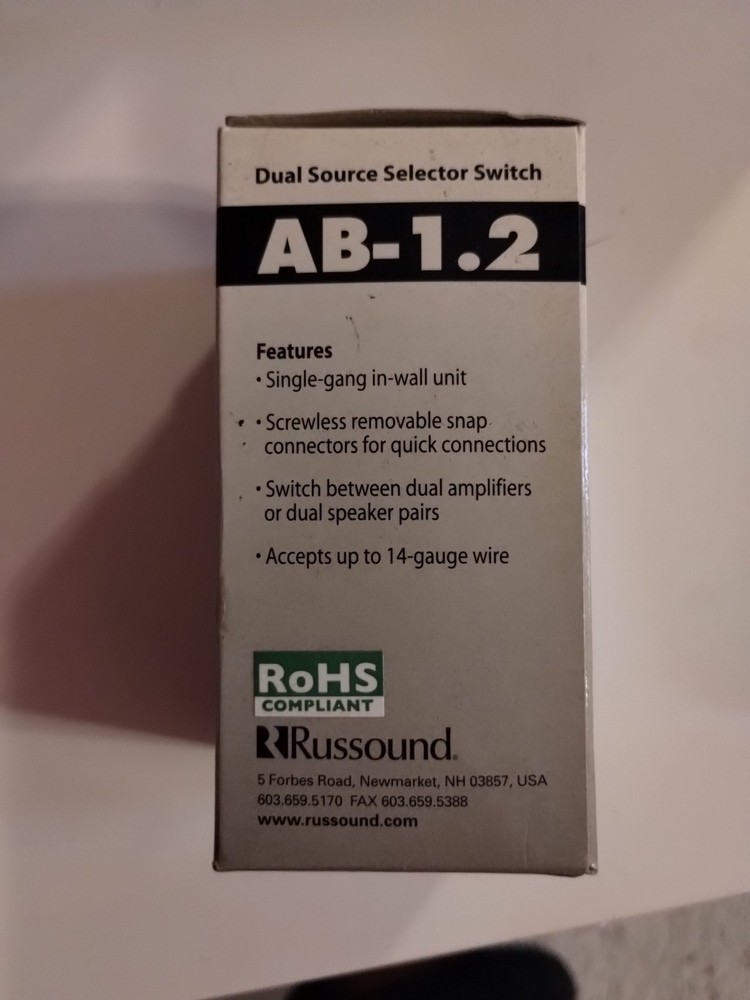 Dual Source Selector Switch
AB-1.2
Features
• Single-gang in-wall unit
• Screwless removable snap
connectors for quick connections
• Switch between dual amplifiers
or dual speaker pairs
• Accepts up to 14-gauge wire
RoHS
COMPLIANT
Russound®
5 Forbes Road, Newmarket, NH 03857, USA
603.659.5170 FAX 603.659.5388
www.russound.com